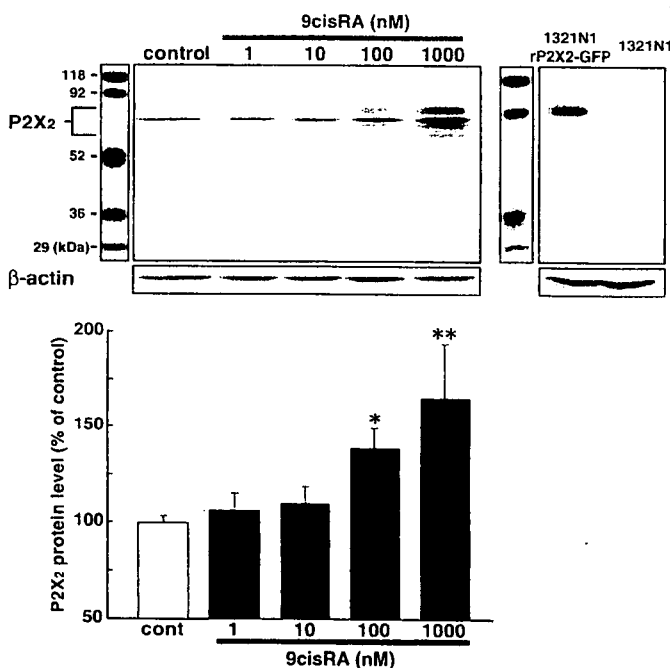 9cisRA (nM)
control 1 10 100 1000
1321N1
rP2X2-GFP 1321N1
118
92
P2X2
52
36
29 (kDa)
β-actin
P2X2 protein level (% of control)
200
150
100
50
**
*
cont 1 10 100 1000
9cisRA (nM)